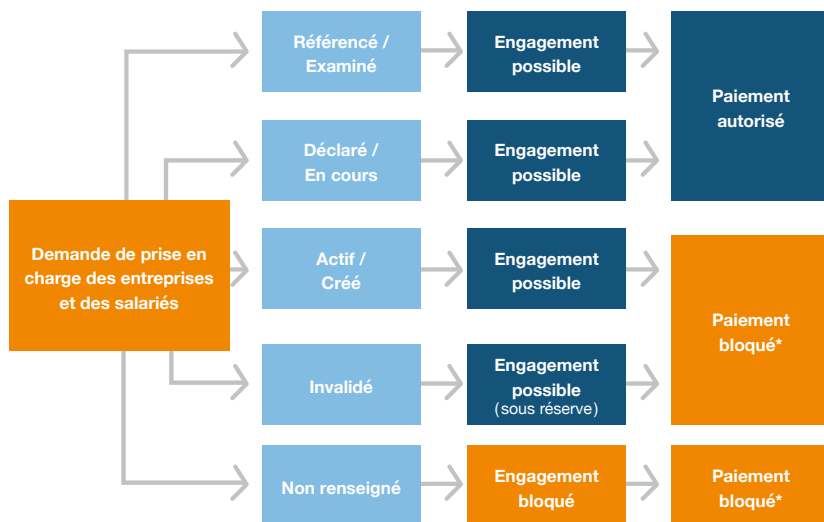 Référencé /
Examiné
Engagement
possible
Paiement
autorisé
Déclaré /
En cours
Engagement
possible
Demande de prise en
charge des entreprises
et des salariés
Actif /
Créé
Engagement
possible
Paiement
bloqué*
Invalidé
Engagement
possible
(sous réserve)
Non renseigné
Engagement
bloqué
Paiement
bloqué*